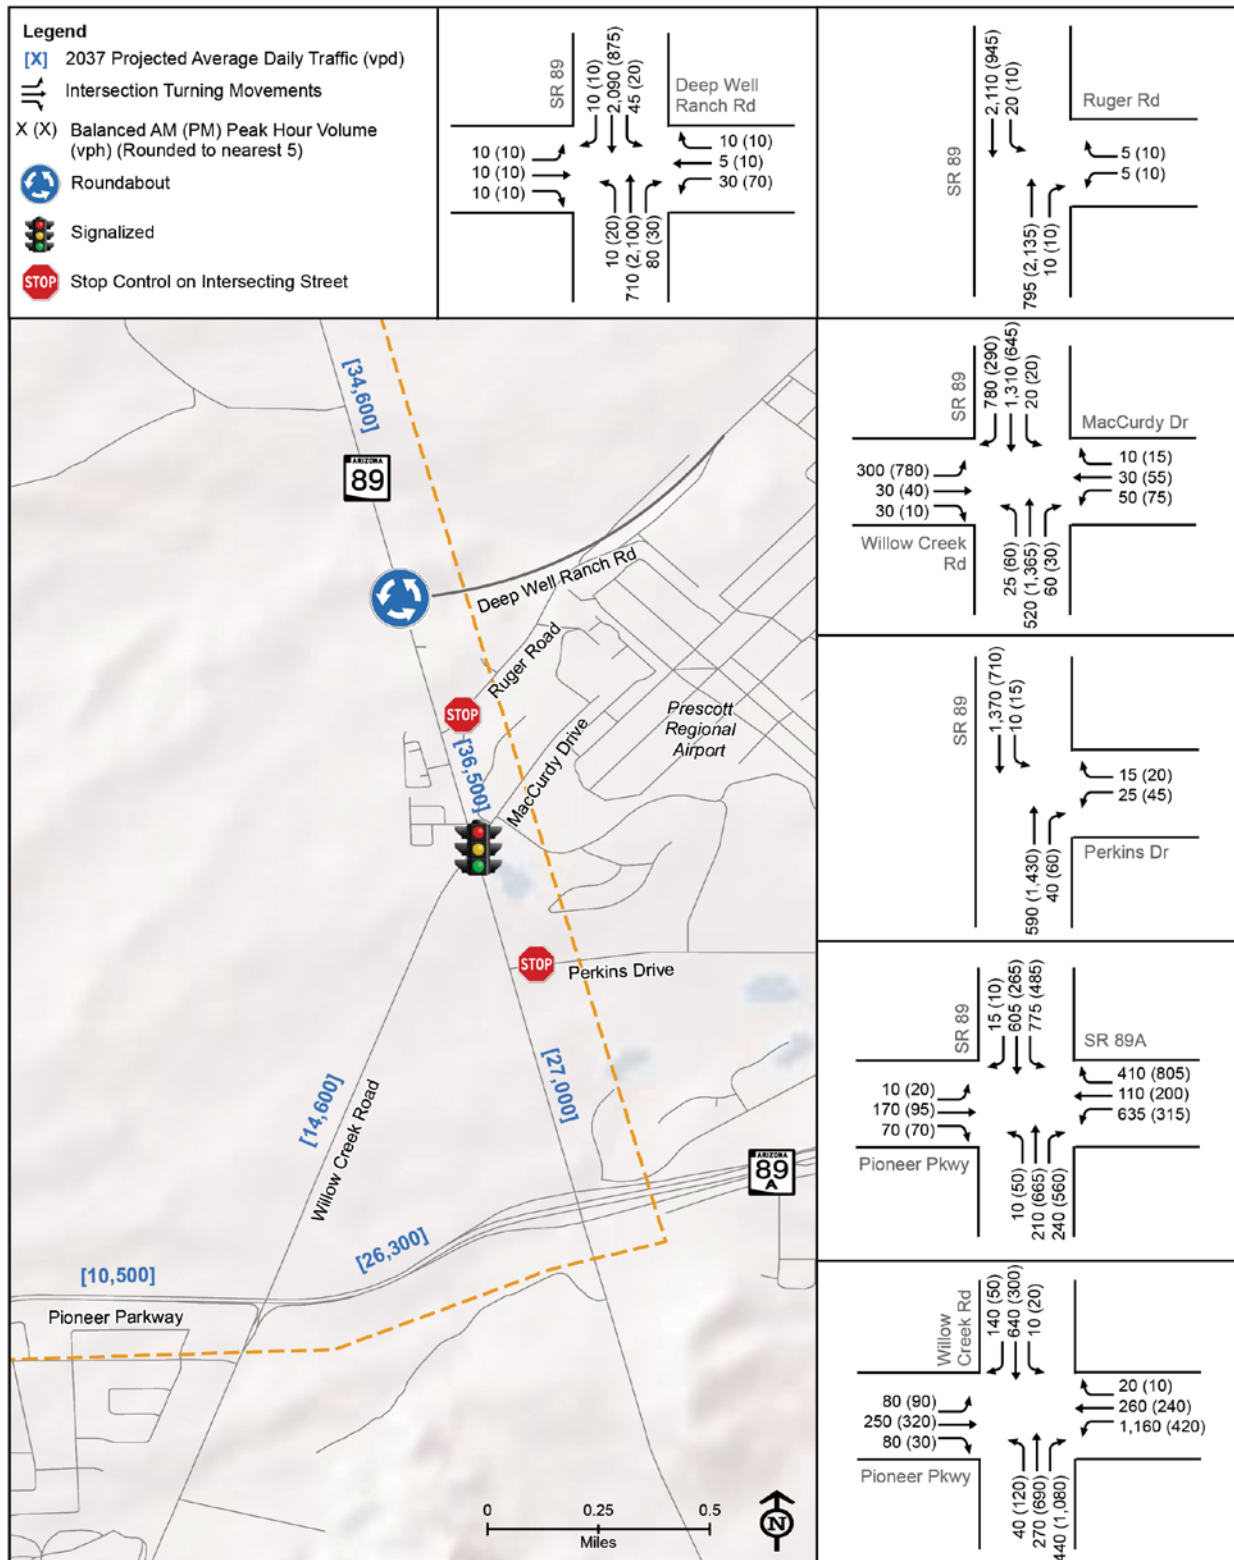 Legend
[X] 2037 Projected Average Daily Traffic (vpd)
Intersection Turning Movements
X (X) Balanced AM (PM) Peak Hour Volume
(vph) (Rounded to nearest 5)
Roundabout
Signalized
STOP Stop Control on Intersecting Street
SR 89
10 (10)
2,090 (875)
45 (20)
Deep Well
Ranch Rd
10 (10)
10 (10)
10 (10)
10 (10)
5 (10)
30 (70)
10 (20)
710 (2,100)
80 (30)
SR 89
2,110 (945)
20 (10)
Ruger Rd
5 (10)
5 (10)
795 (2,135)
10 (10)
SR 89
780 (290)
1,310 (645)
20 (20)
MacCurdy Dr
300 (780)
30 (40)
30 (10)
10 (15)
30 (55)
50 (75)
Willow Creek
Rd
25 (60)
520 (1,365)
60 (30)
SR 89
1,370 (710)
10 (15)
15 (20)
25 (45)
590 (1,430)
40 (60)
Perkins Dr
SR 89
15 (10)
605 (265)
775 (485)
SR 89A
10 (20)
170 (95)
70 (70)
410 (805)
110 (200)
635 (315)
Pioneer Pkwy
10 (50)
210 (665)
240 (560)
Willow
Creek Rd
140 (50)
640 (300)
10 (20)
80 (90)
250 (320)
80 (30)
20 (10)
260 (240)
1,160 (420)
Pioneer Pkwy
40 (120)
270 (690)
440 (1,080)
[34,600]
ARIZONA
89
Deep Well Ranch Rd
Ruger Road
STOP
[36,500]
MacCurdy Drive
Prescott
Regional
Airport
STOP
Perkins Drive
[27,000]
[14,600]
Willow Creek Road
ARIZONA
89
A
[26,300]
[10,500]
Pioneer Parkway
0 0.25 0.5
Miles
N